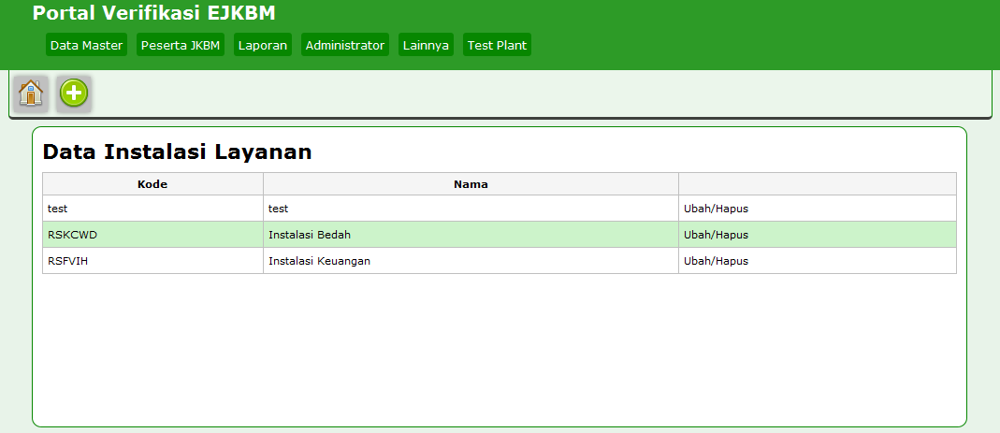 Portal Verifikasi EJKBM
Data Master Peserta JKBM Laporan Administrator Lainnya Test Plant
Data Instalasi Layanan
Kode Nama
test test Ubah/Hapus
RSKCWD Instalasi Bedah Ubah/Hapus
RSFVIH Instalasi Keuangan Ubah/Hapus